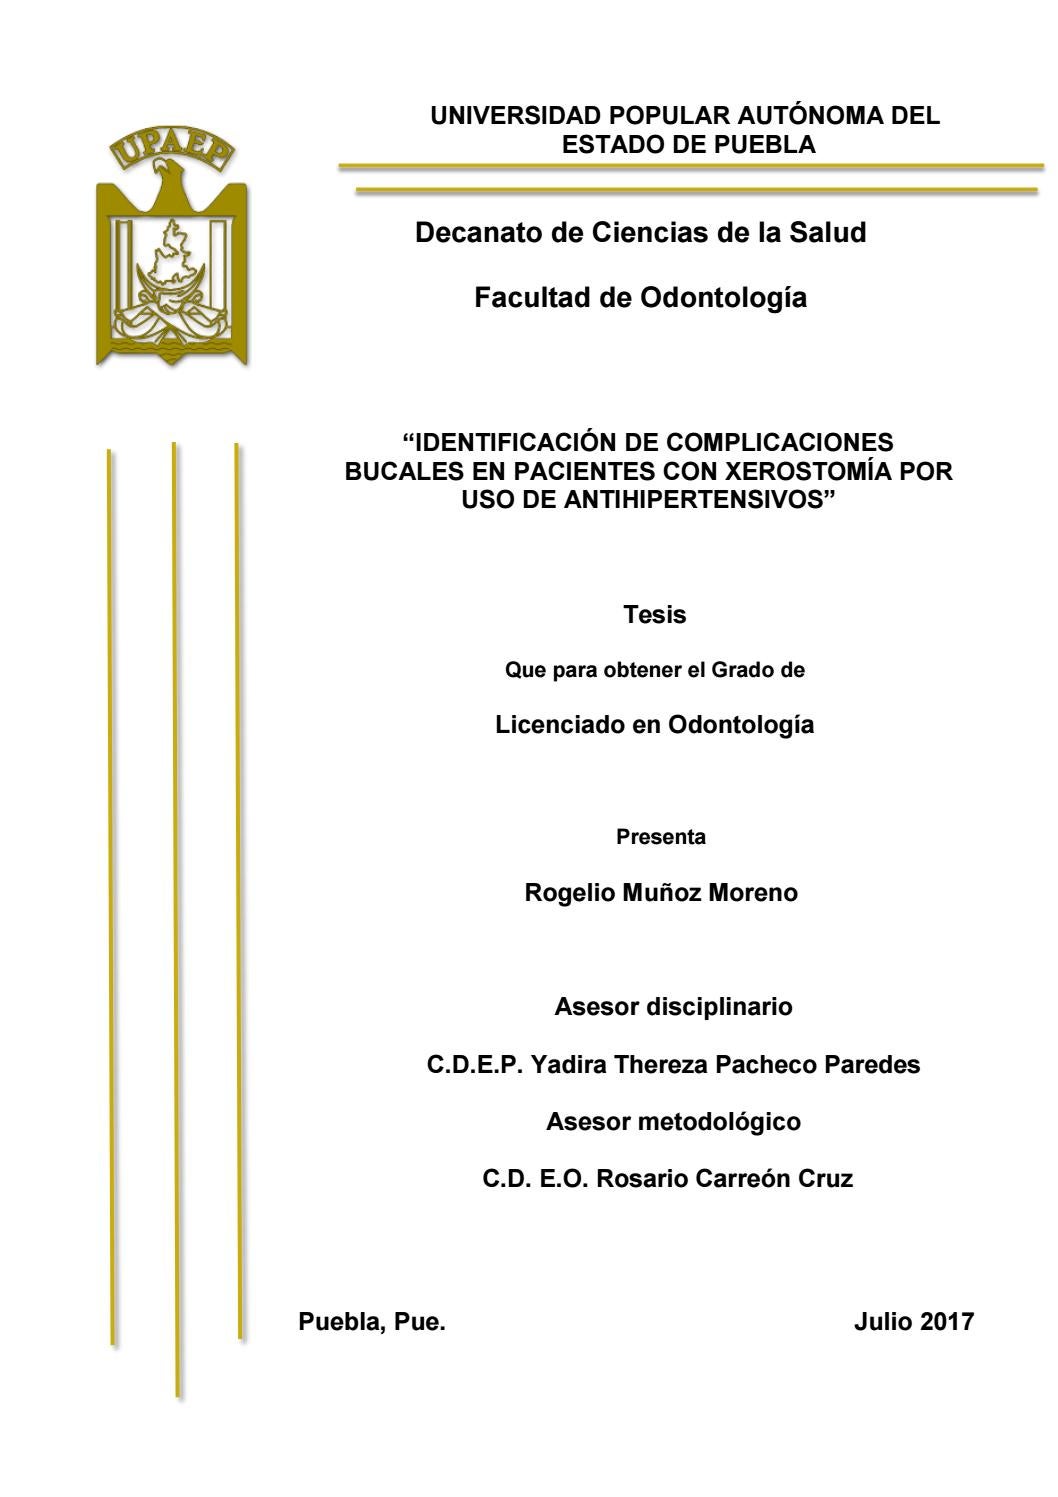 UPAEP
UNIVERSIDAD POPULAR AUTÓNOMA DEL
ESTADO DE PUEBLA
Decanato de Ciencias de la Salud
Facultad de Odontología
“IDENTIFICACIÓN DE COMPLICACIONES
BUCALES EN PACIENTES CON XEROSTOMÍA POR
USO DE ANTIHIPERTENSIVOS”
Tesis
Que para obtener el Grado de
Licenciado en Odontología
Presenta
Rogelio Muñoz Moreno
Asesor disciplinario
C.D.E.P. Yadira Thereza Pacheco Paredes
Asesor metodológico
C.D. E.O. Rosario Carreón Cruz
Puebla, Pue. Julio 2017